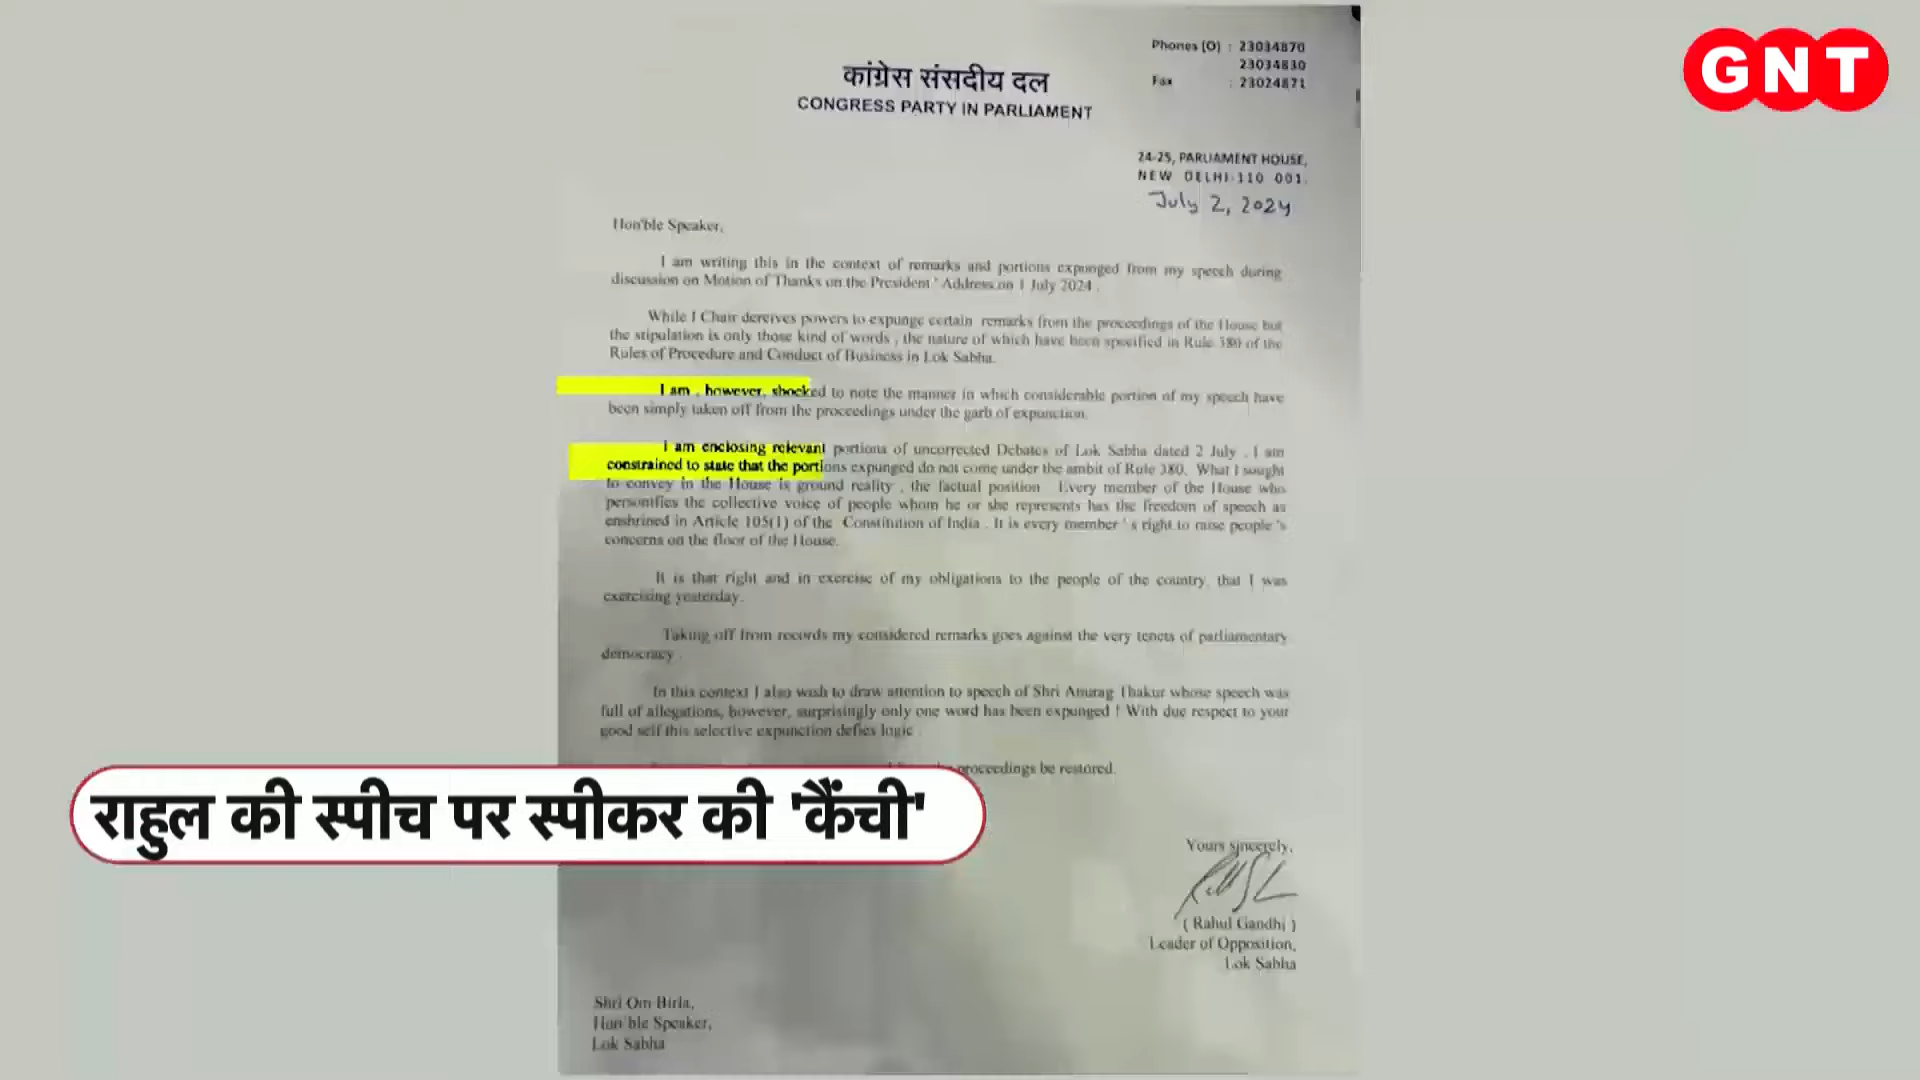 GNT
Phones (O) : 23034870
23034830
Fax : 23024871
कांग्रेस संसदीय दल
CONGRESS PARTY IN PARLIAMENT
24-25, PARLIAMENT HOUSE,
NEW DELHI-110 001.
July 2, 2024
Hon'ble Speaker,
I am writing this in the context of remarks and portions expunged from my speech during
discussion on Motion of Thanks on the President ' Address on 1 July 2024 .
While I Chair dereives powers to expunge certain remarks from the proceedings of the House but
the stipulation is only those kind of words , the nature of which have been specified in Rule 380 of the
Rules of Procedure and Conduct of Business in Lok Sabha.
I am , however, shocked to note the manner in which considerable portion of my speech have
been simply taken off from the proceedings under the garb of expunction.
I am enclosing relevant portions of uncorrected Debates of Lok Sabha dated 2 July . I am
constrained to state that the portions expunged do not come under the ambit of Rule 380. What I sought
to convey in the House is ground reality , the factual position Every member of the House who
personifies the collective voice of people whom he or she represents has the freedom of speech as
enshrined in Article 105(1) of the Constitution of India . It is every member 's right to raise people 's
concerns on the floor of the House.
It is that right and in exercise of my obligations to the people of the country, that I was
exercising yesterday.
Taking off from records my considered remarks goes against the very tenets of parliamentary
democracy .
In this context I also wish to draw attention to speech of Shri Anurag Thakur whose speech was
full of allegations, however, surprisingly only one word has been expunged ! With due respect to your
good self this selective expunction defies logic .
proceedings be restored.
राहुल की स्पीच पर स्पीकर की 'कैंची'
Yours sincerely,
( Rahul Gandhi )
Leader of Opposition,
Lok Sabha
Shri Om Birla,
Hon'ble Speaker,
Lok Sabha